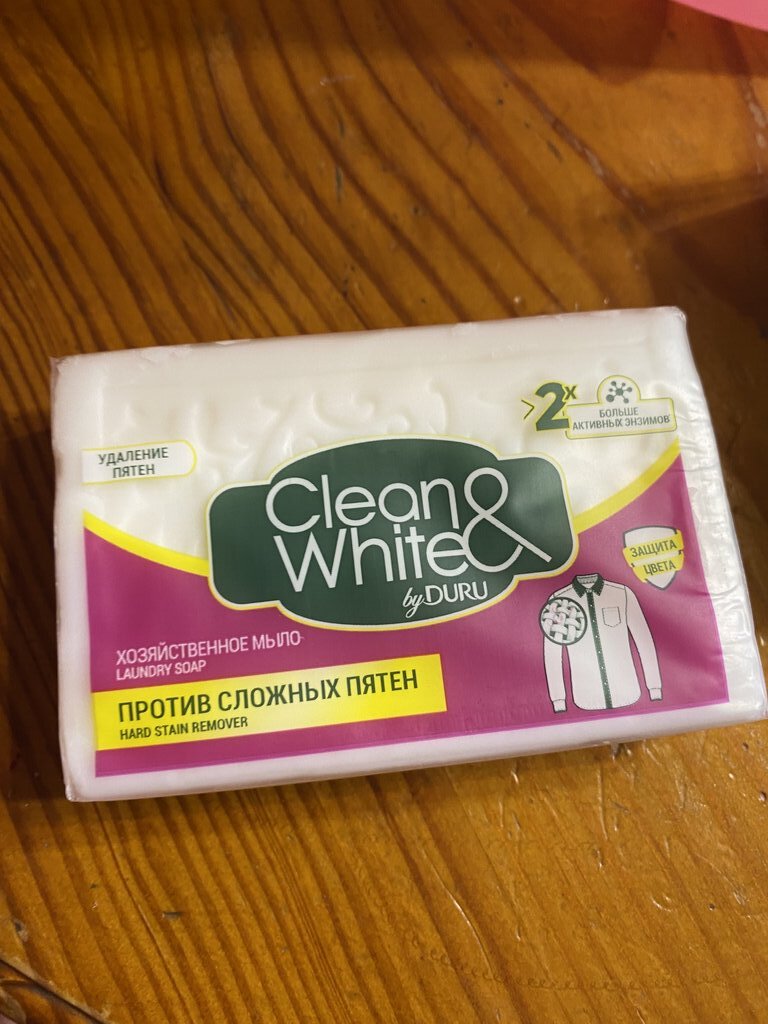 >2X
БОЛЬШЕ
АКТИВНЫХ ЭНЗИМОВ
УДАЛЕНИЕ
ПЯТЕН
Clean &
White
by DURU
ЗАЩИТА
ЦВЕТА
ХОЗЯЙСТВЕННОЕ МЫЛО
LAUNDRY SOAP
ПРОТИВ СЛОЖНЫХ ПЯТЕН
HARD STAIN REMOVER